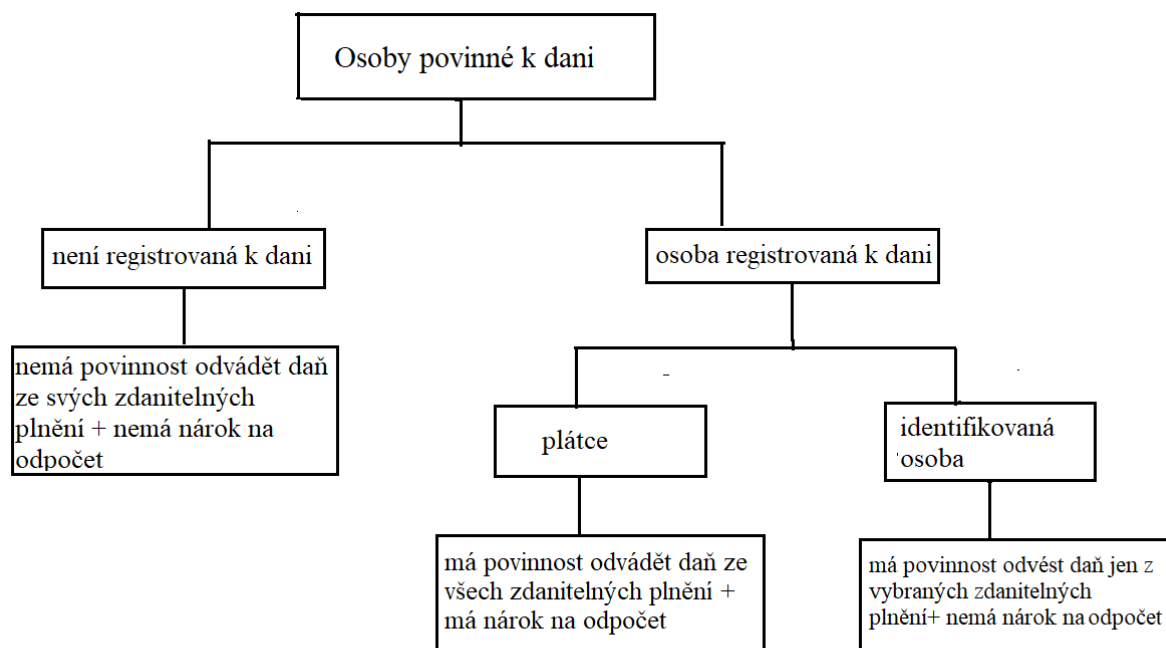 Osoby povinné k dani
není registrovaná k dani
osoba registrovaná k dani
nemá povinnost odvádět daň
ze svých zdanitelných
plnění + nemá nárok na
odpočet
plátce
identifikovaná
osoba
má povinnost odvádět daň ze
všech zdanitelných plnění +
má nárok na odpočet
má povinnost odvést daň jen z
vybraných zdanitelných
plnění+ nemá nárok na odpočet